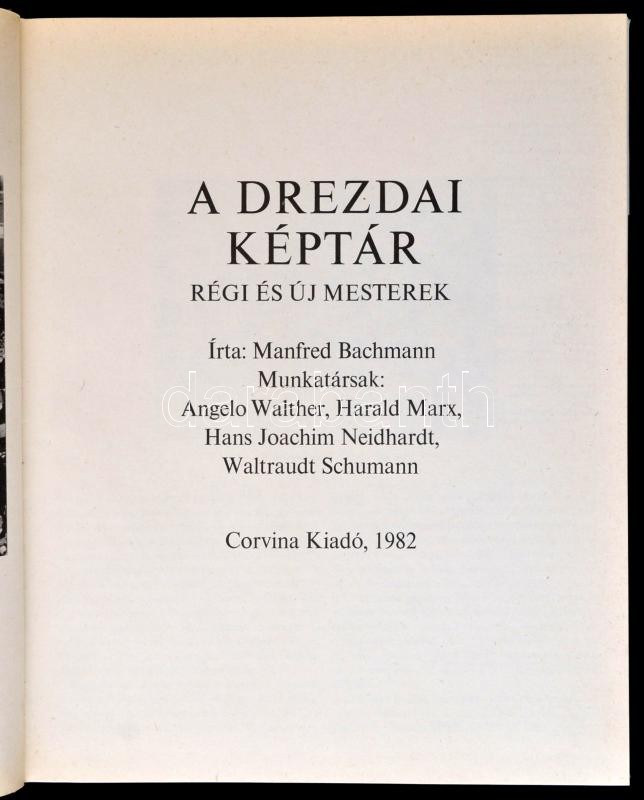 A DREZDAI
KÉPTÁR
RÉGI ÉS ÚJ MESTEREK
Írta: Manfred Bachmann
Munkatársak:
darabanth
Angelo Walther, Harald Marx,
Hans Joachim Neidhardt,
Waltraudt Schumann
Corvina Kiadó, 1982